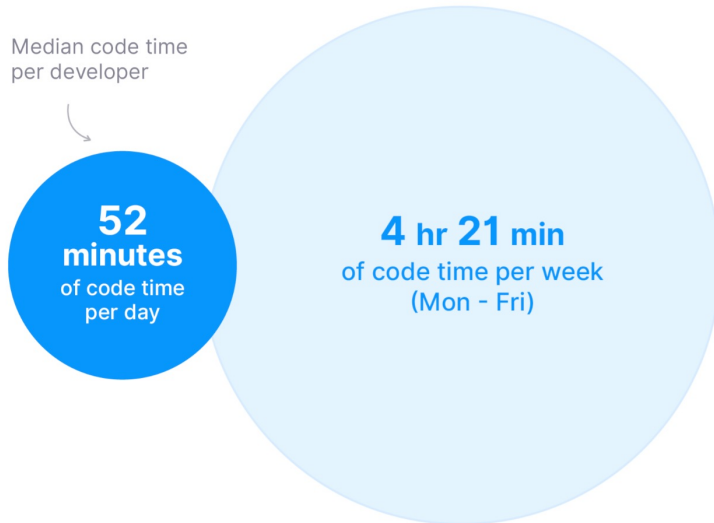 Median code time
per developer
52
minutes
of code time
per day
4 hr 21 min
of code time per week
(Mon - Fri)